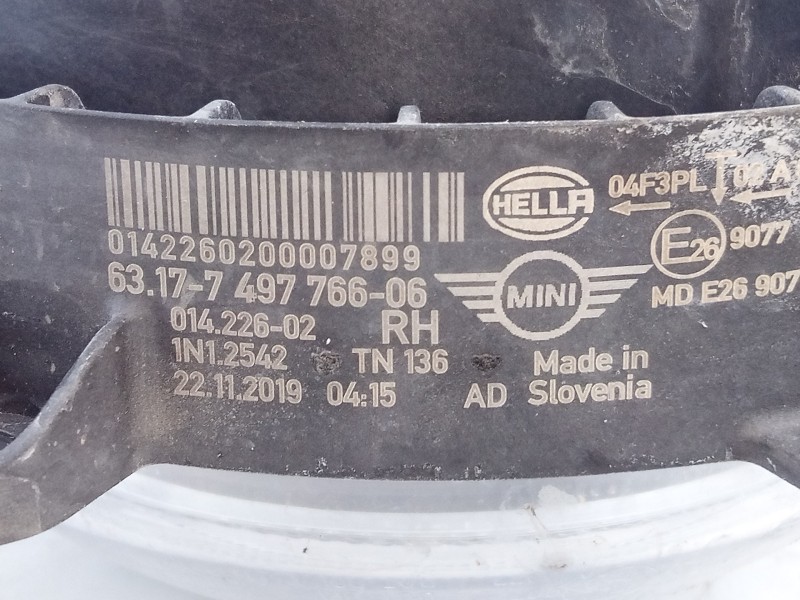 HELLA
04F3PL 02 A
0142260200007899
E26 9077
63.17-7 497 766-06
MINI
MD E26 907
014.226-02 RH
1N1.2542 TN 136 Made in
22.11.2019 04:15 AD Slovenia